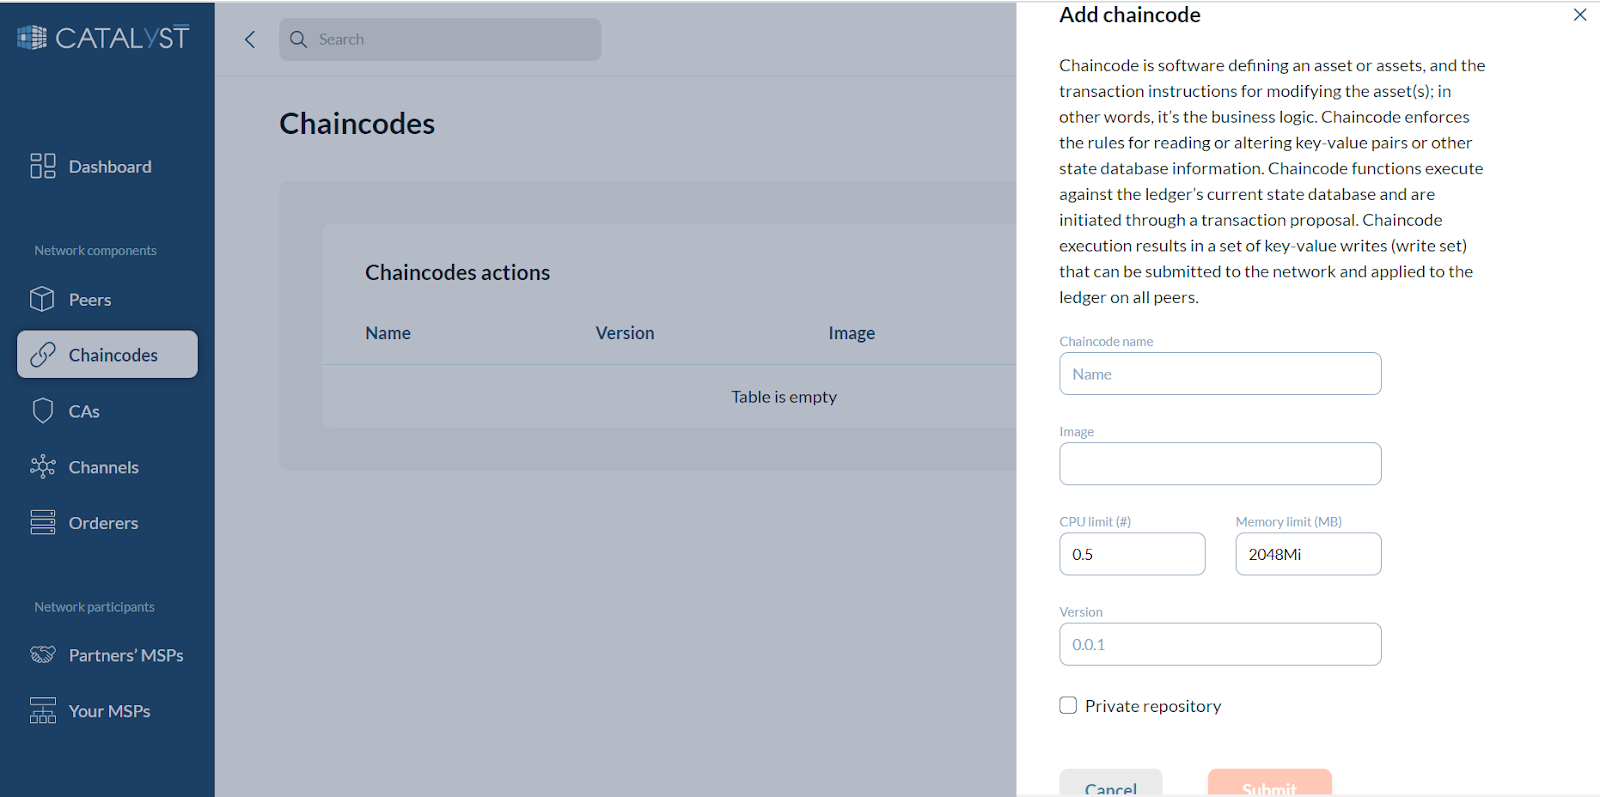 CATALYST
Search
Dashboard
Network components
Peers
Chaincodes
CAs
Channels
Orderers
Network participants
Partners’ MSPs
Your MSPs
Chaincodes
Chaincodes actions
Name Version Image
Table is empty
Add chaincode
Chaincode is software defining an asset or assets, and the
transaction instructions for modifying the asset(s); in
other words, it’s the business logic. Chaincode enforces
the rules for reading or altering key-value pairs or other
state database information. Chaincode functions execute
against the ledger’s current state database and are
initiated through a transaction proposal. Chaincode
execution results in a set of key-value writes (write set)
that can be submitted to the network and applied to the
ledger on all peers.
Chaincode name
Name
Image
CPU limit (#) Memory limit (MB)
0.5 2048Mi
Version
0.0.1
Private repository
Cancel Submit